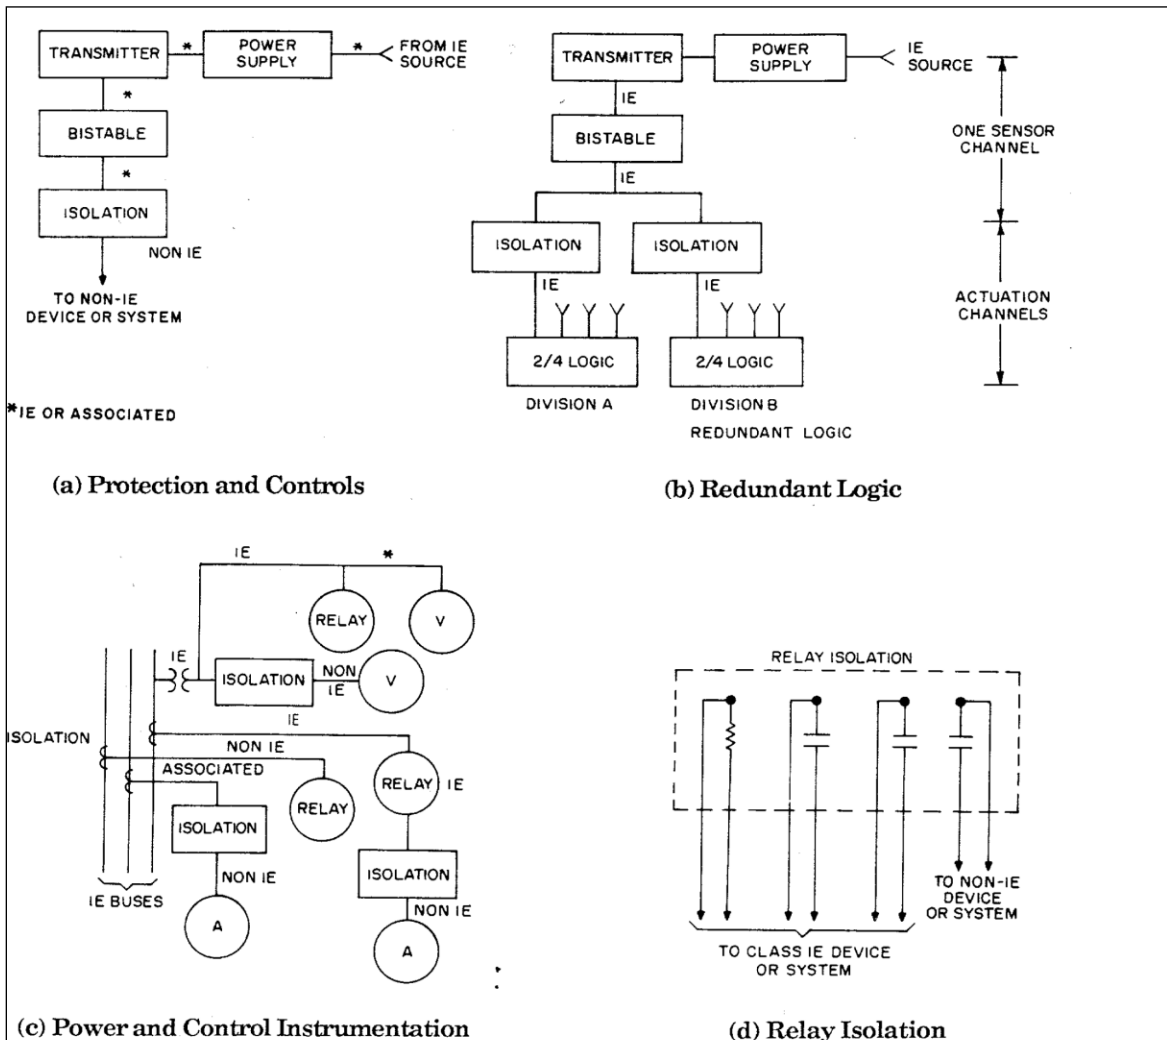 TRANSMITTER
*
POWER
SUPPLY
*
FROM IE
SOURCE
*
BISTABLE
*
ISOLATION
NON IE
TO NON-IE
DEVICE OR SYSTEM
*IE OR ASSOCIATED
(a) Protection and Controls
TRANSMITTER
POWER
SUPPLY
IE
SOURCE
IE
BISTABLE
IE
ISOLATION
ISOLATION
IE
IE
2/4 LOGIC
2/4 LOGIC
DIVISION A
DIVISION B
REDUNDANT LOGIC
ONE SENSOR
CHANNEL
ACTUATION
CHANNELS
(b) Redundant Logic
IE
*
RELAY
V
IE
ISOLATION
NON
IE
V
IE
ISOLATION
NON IE
ASSOCIATED
RELAY
RELAY
IE
ISOLATION
ISOLATION
NON IE
NON IE
IE BUSES
A
A
(c) Power and Control Instrumentation
RELAY ISOLATION
TO NON-IE
DEVICE
OR SYSTEM
TO CLASS IE DEVICE
OR SYSTEM
(d) Relay Isolation